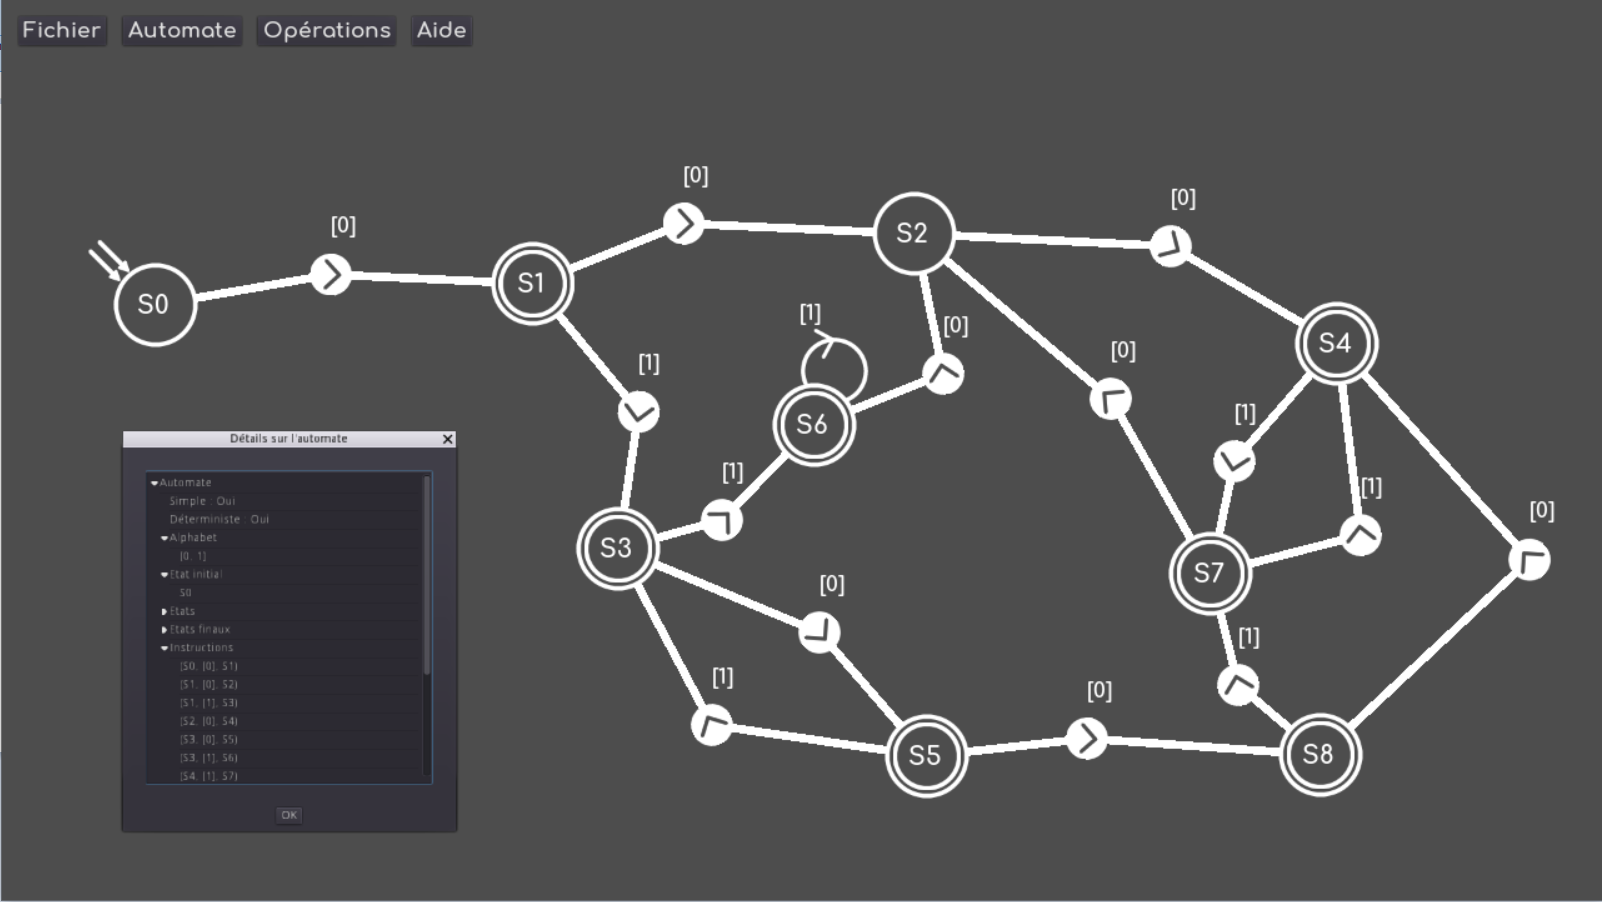 Fichier Automate Opérations Aide
[0]
[0]
[0]
S0
S1
S2
[1]
[1]
[0]
[0]
S4
S6
[1]
[1]
[1]
[0]
S3
S7
[0]
[1]
[1]
[0]
S5
S8
Détails sur l'automate
Automate
Simple : Oui
Déterministe : Oui
Alphabet
[0, 1]
Etat initial
S0
Etats
Etats finaux
Instructions
(S0, [0], S1)
(S1, [0], S2)
(S1, [1], S3)
(S2, [0], S4)
(S3, [0], S5)
(S3, [1], S6)
(S4, [1], S7)
OK